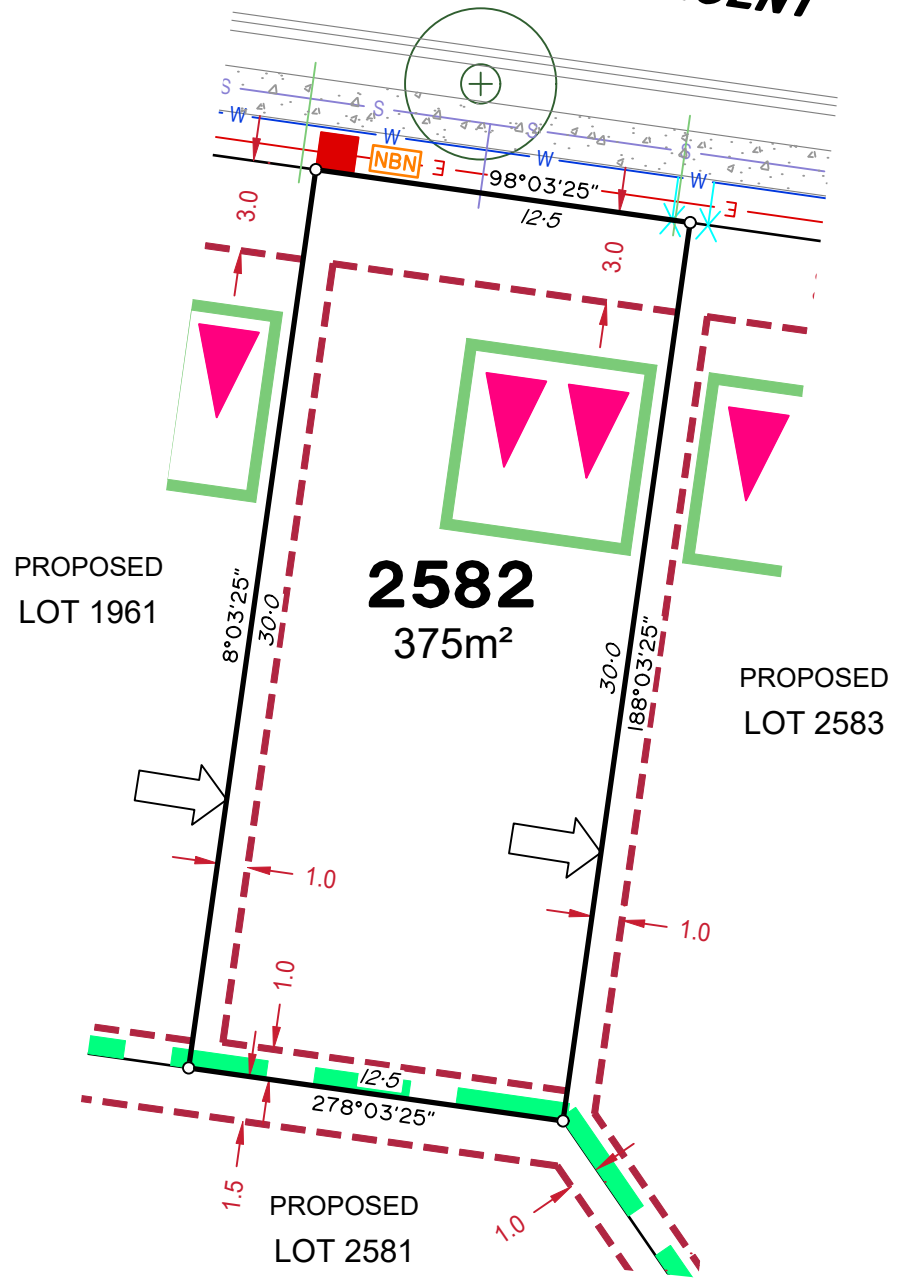 S
S
S
S
W
W
W
W
NBN
E
E
98°03'25"
12·5
3.0
3.0
PROPOSED
LOT 1961
8°03'25"
30·0
2582
375m²
30·0
188°03'25"
PROPOSED
LOT 2583
1.0
1.0
1.0
12·5
278°03'25"
1.5
PROPOSED
LOT 2581
1.0